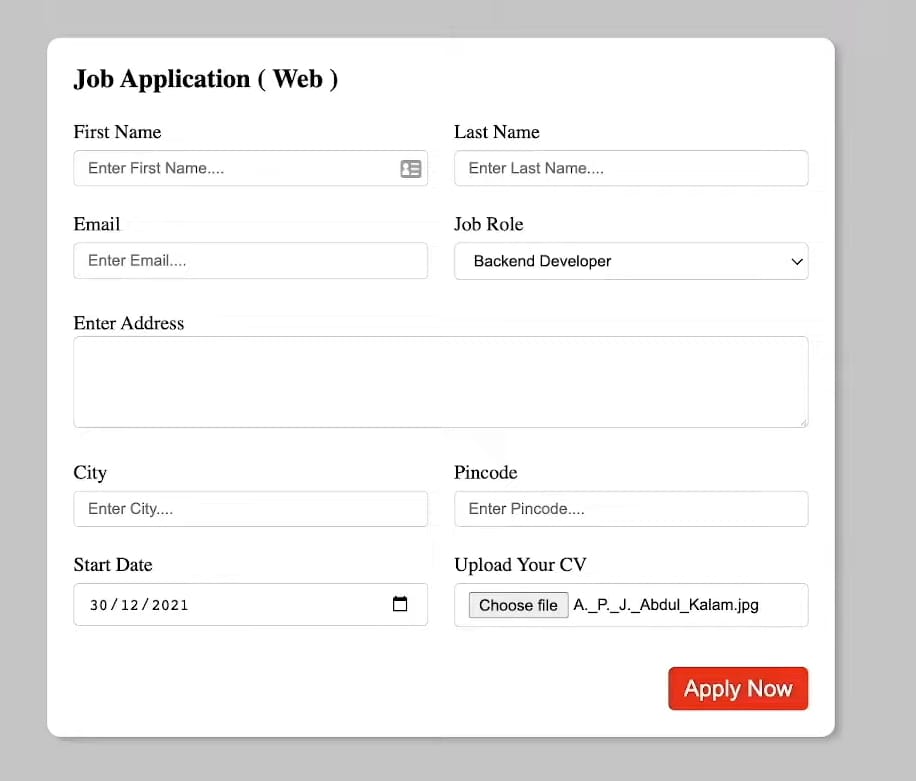 Job Application ( Web )
First Name
Last Name
Enter First Name....
Enter Last Name....
Email
Job Role
Enter Email....
Backend Developer
Enter Address
City
Pincode
Enter City....
Enter Pincode....
Start Date
Upload Your CV
30/12/2021
Choose file A._P._J._Abdul_Kalam.jpg
Apply Now